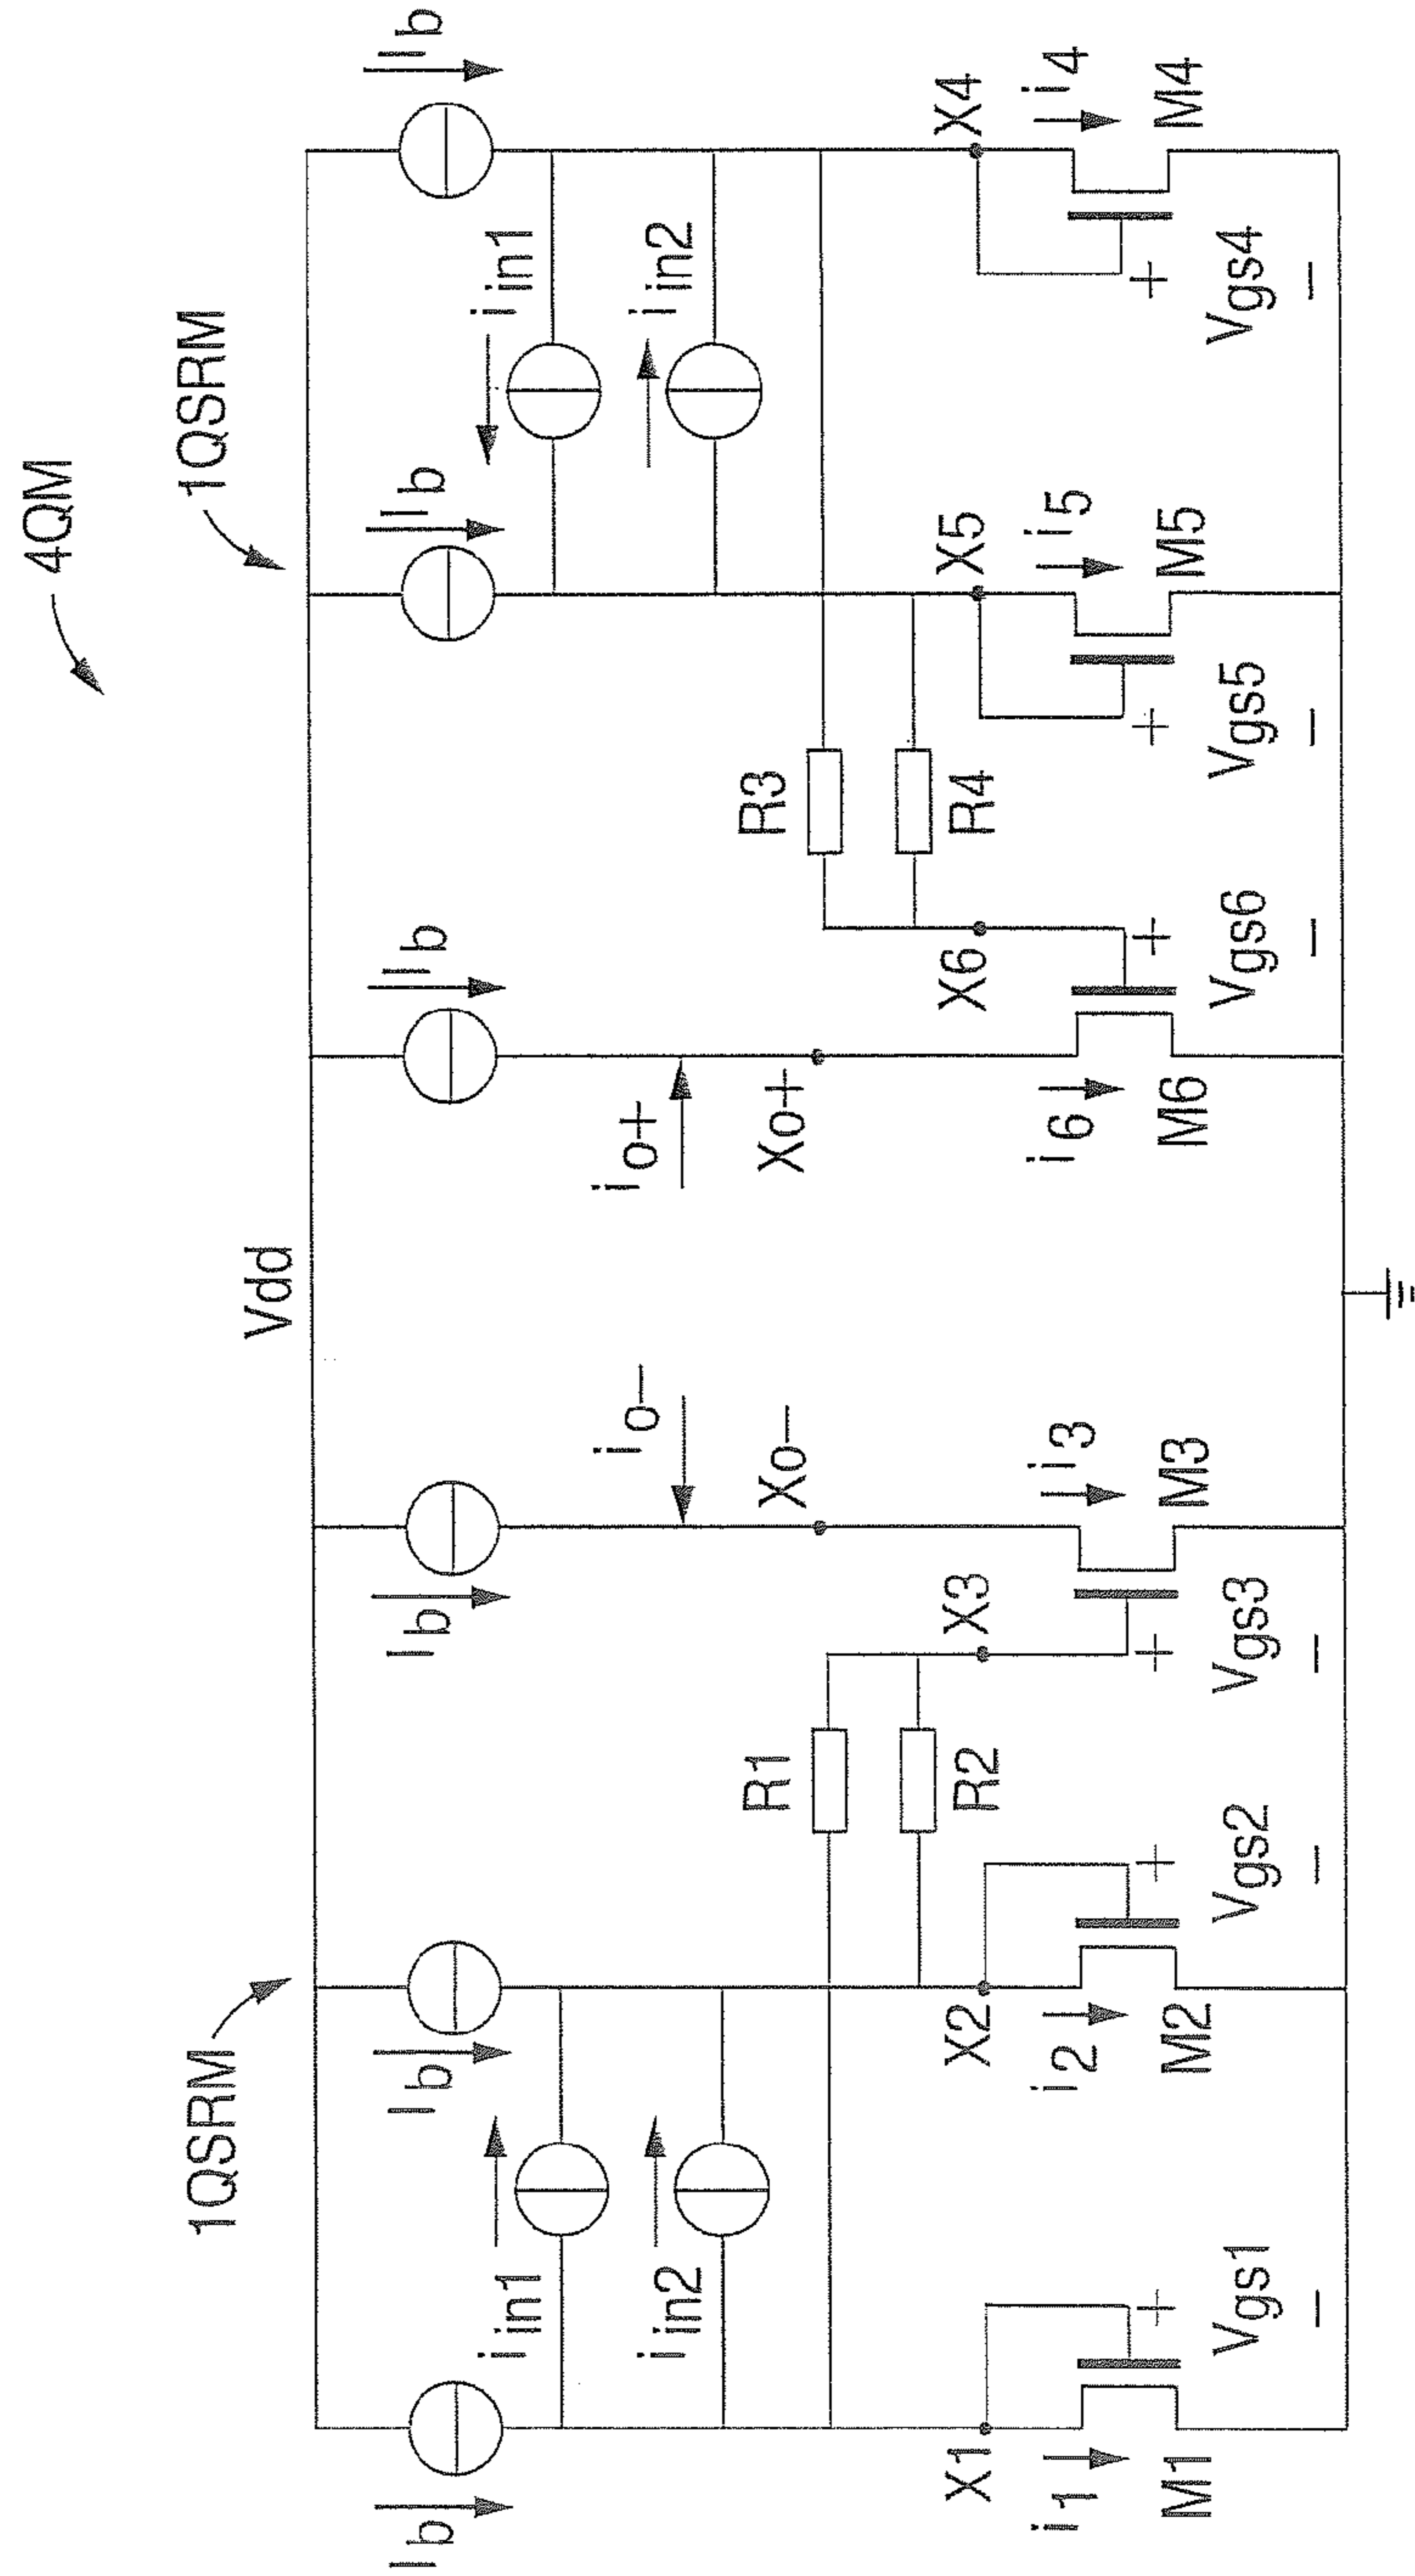 4QM
1QSRM
1QSRM
Vdd
Ib
Ib
Ib
Ib
Ib
Ib
iin1
iin2
io−
io+
iin1
iin2
Xo−
Xo+
R1
R2
R3
R4
X1
X2
X3
X6
X5
X4
i1
i2
i3
i6
i5
i4
M1
M2
M3
M6
M5
M4
+
+
+
+
+
+
Vgs1
Vgs2
Vgs3
Vgs6
Vgs5
Vgs4
−
−
−
−
−
−